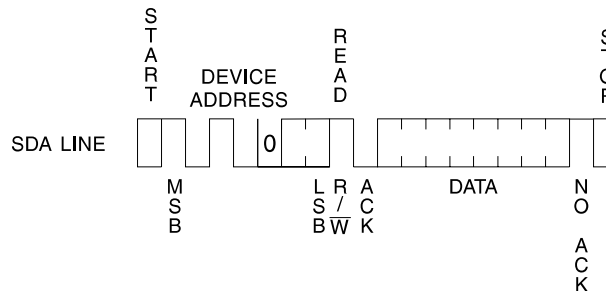 START
DEVICE
ADDRESS
READ
SDA LINE
0
MSB
LSB
R/W
ACK
DATA
NO ACK